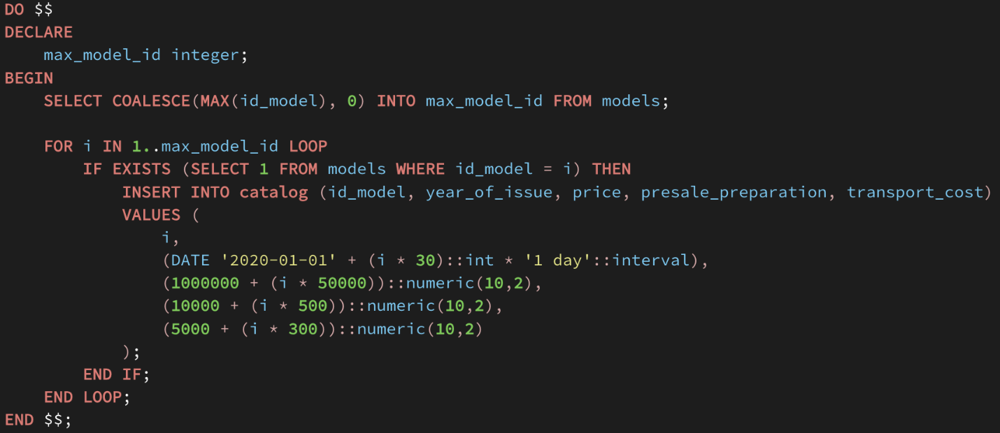 DO $$
DECLARE
    max_model_id integer;
BEGIN
    SELECT COALESCE(MAX(id_model), 0) INTO max_model_id FROM models;

    FOR i IN 1..max_model_id LOOP
        IF EXISTS (SELECT 1 FROM models WHERE id_model = i) THEN
            INSERT INTO catalog (id_model, year_of_issue, price, presale_preparation, transport_cost)
            VALUES (
                i,
                (DATE '2020-01-01' + (i * 30)::int * '1 day'::interval),
                (1000000 + (i * 50000))::numeric(10,2),
                (10000 + (i * 500))::numeric(10,2),
                (5000 + (i * 300))::numeric(10,2)
            );
        END IF;
    END LOOP;
END $$;